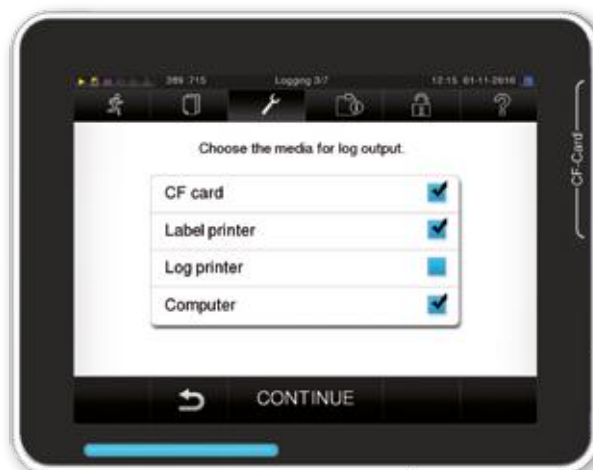 Logging 3/7
12:15 01-11-2016
Choose the media for log output.
CF card
Label printer
Log printer
Computer
CONTINUE
CF-Card